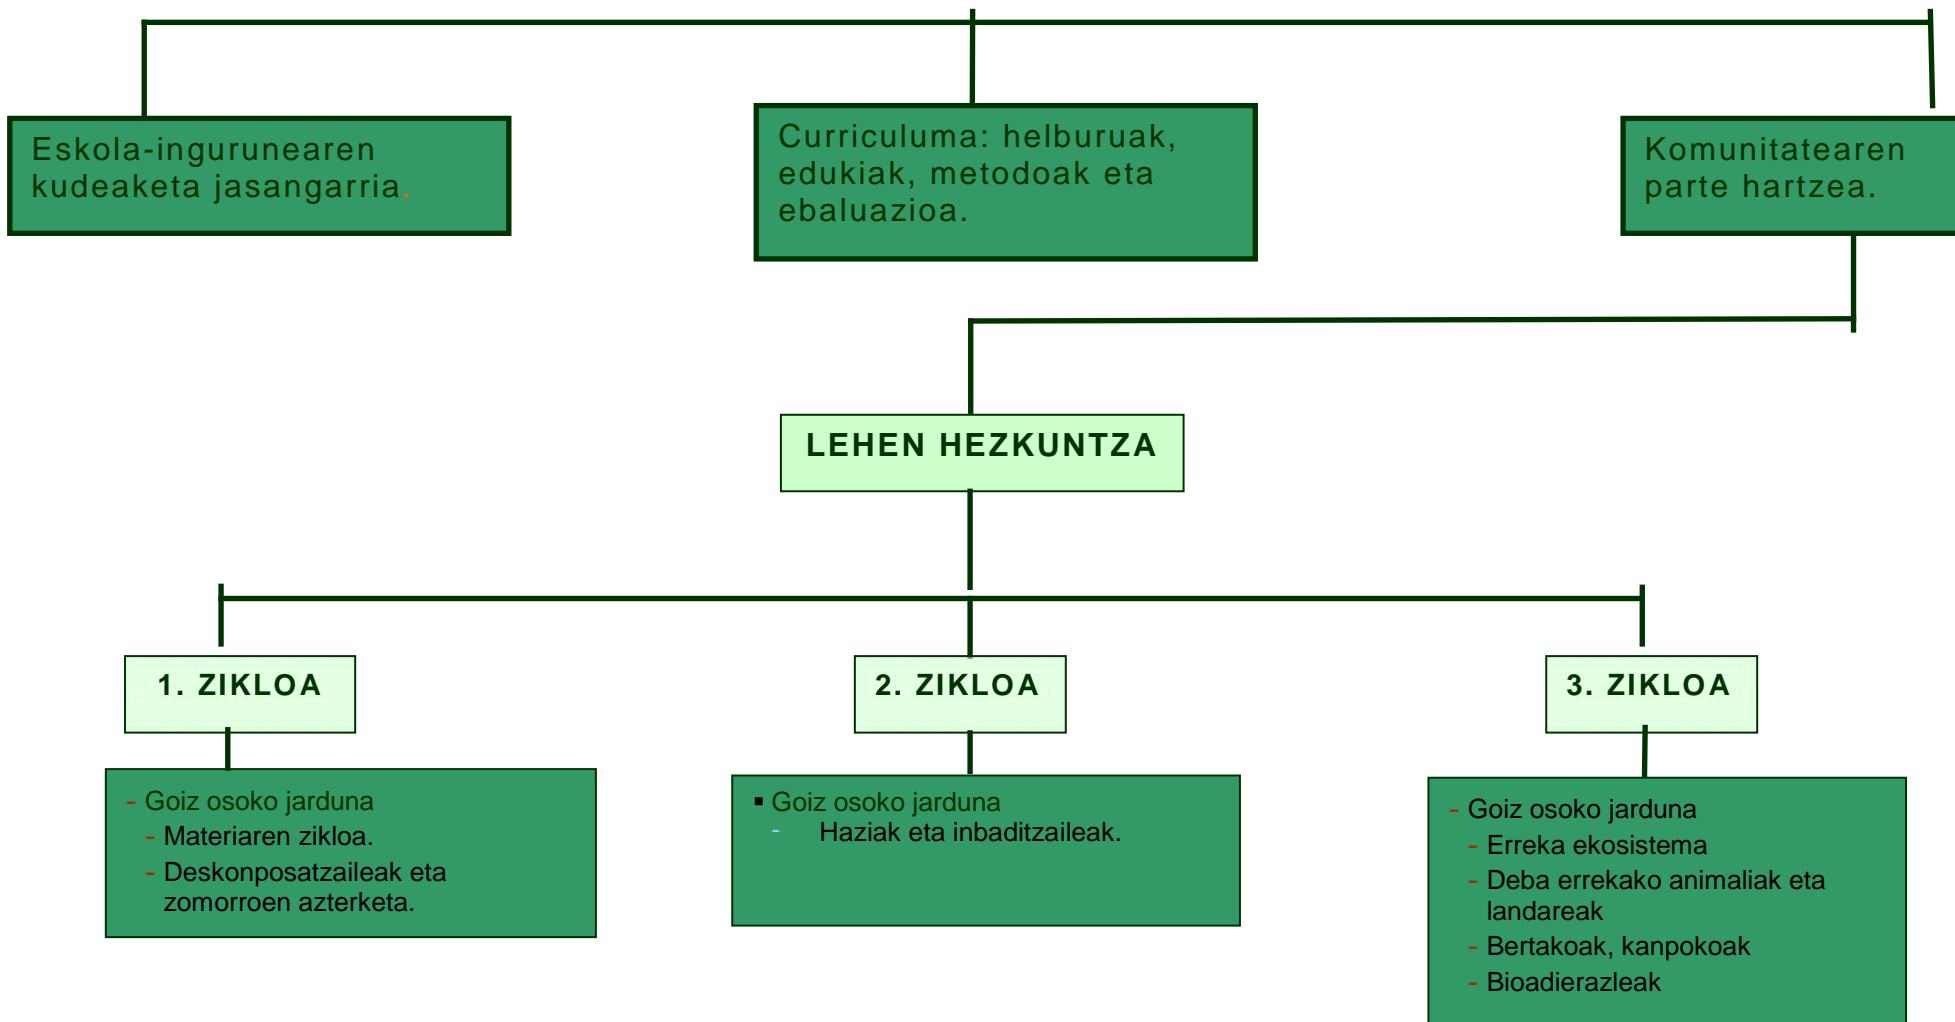 Eskola-ingurunearen
kudeaketa jasangarria.
Curriculuma: helburuak,
edukiak, metodoak eta
ebaluazioa.
Komunitatearen
parte hartzea.
LEHEN HEZKUNTZA
1. ZIKLOA
2. ZIKLOA
3. ZIKLOA
- Goiz osoko jarduna
- Materiaren zikloa.
- Deskonposatzaileak eta
zomorroen azterketa.
▪ Goiz osoko jarduna
- Haziak eta inbaditzaileak.
- Goiz osoko jarduna
- Erreka ekosistema
- Deba errekako animaliak eta
landareak
- Bertakoak, kanpokoak
- Bioadierazleak